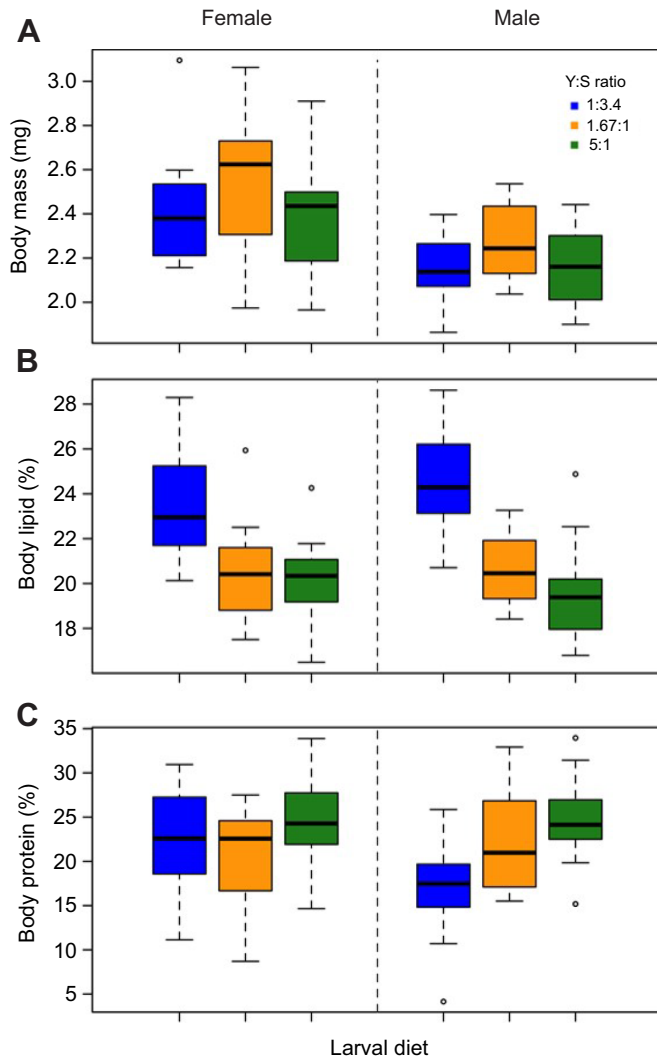 Female Male
A
Body mass (mg)
3.0
2.8
2.6
2.4
2.2
2.0
Y:S ratio
1:3.4
1.67:1
5:1
B
Body lipid (%)
28
26
24
22
20
18
C
Body protein (%)
35
30
25
20
15
10
5
Larval diet